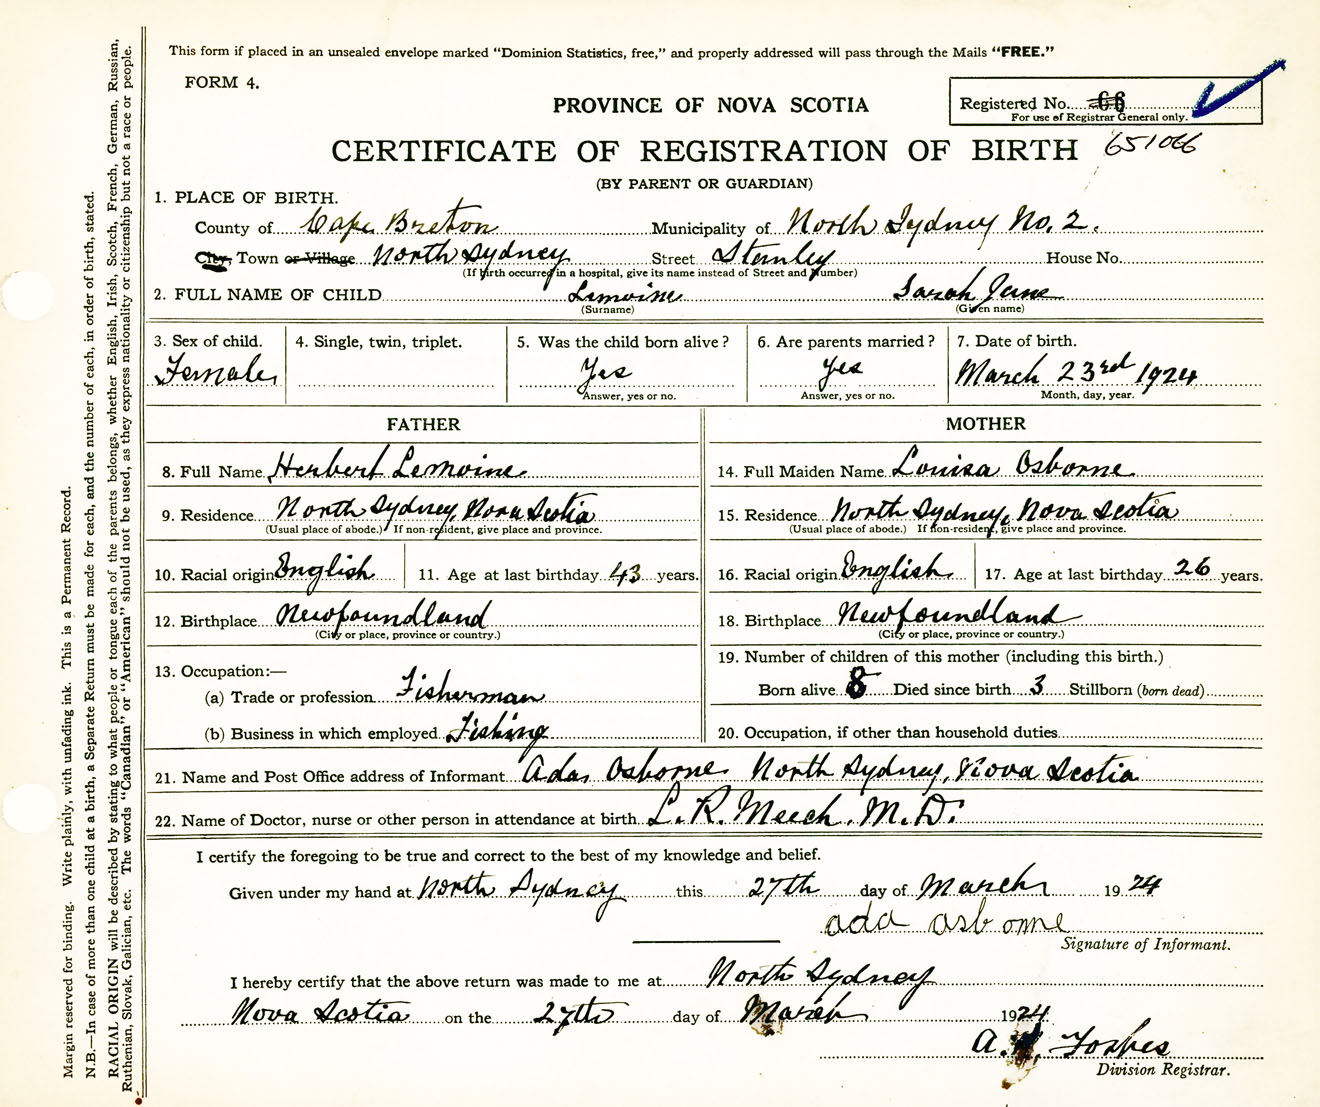 This form if placed in an unsealed envelope marked “Dominion Statistics, free,” and properly addressed will pass through the Mails “FREE.”
FORM 4.
PROVINCE OF NOVA SCOTIA
Registered No. 66
For use of Registrar General only.
CERTIFICATE OF REGISTRATION OF BIRTH 651066
(BY PARENT OR GUARDIAN)
1. PLACE OF BIRTH.
County of Cape Breton Municipality of North Sydney No. 2.
City, Town or Village North Sydney Street Stanley House No.
(If birth occurred in a hospital, give its name instead of Street and Number)
2. FULL NAME OF CHILD Lemoine Sarah Jane
(Surname) (Given name)
3. Sex of child. 4. Single, twin, triplet. 5. Was the child born alive? 6. Are parents married? 7. Date of birth.
Female Yes Yes March 23rd 1924
Answer, yes or no. Answer, yes or no. Month, day, year.
FATHER MOTHER
8. Full Name Herbert Lemoine 14. Full Maiden Name Louisa Osborne
9. Residence North Sydney, Nova Scotia 15. Residence North Sydney, Nova Scotia
(Usual place of abode.) If non-resident, give place and province. (Usual place of abode.) If non-resident, give place and province.
10. Racial origin English 11. Age at last birthday 43 years. 16. Racial origin English 17. Age at last birthday 26 years.
12. Birthplace Newfoundland 18. Birthplace Newfoundland
(City or place, province or country.) (City or place, province or country.)
13. Occupation:— 19. Number of children of this mother (including this birth.)
(a) Trade or profession Fisherman Born alive 8 Died since birth 3 Stillborn (born dead)
(b) Business in which employed Fishing 20. Occupation, if other than household duties
21. Name and Post Office address of Informant Ada Osborne North Sydney, Nova Scotia
22. Name of Doctor, nurse or other person in attendance at birth L. R. Meech. M.D.
I certify the foregoing to be true and correct to the best of my knowledge and belief.
Given under my hand at North Sydney this 27th day of March 1924
ada asborne
Signature of Informant.
I hereby certify that the above return was made to me at North Sydney
Nova Scotia on the 27th day of March 1924
A. Forbes
Division Registrar.
Margin reserved for binding. Write plainly, with unfading ink. This is a Permanent Record.
N.B.—In case of more than one child at a birth, a Separate Return must be made for each, and the number of each, in order of birth, stated.
RACIAL ORIGIN will be described by stating to what people or tongue each of the parents belongs, whether English, Irish, Scotch, French, German, Russian,
Ruthenian, Slovak, Galician, etc. The words “Canadian” or “American” should not be used, as they express nationality or citizenship but not a race or people.